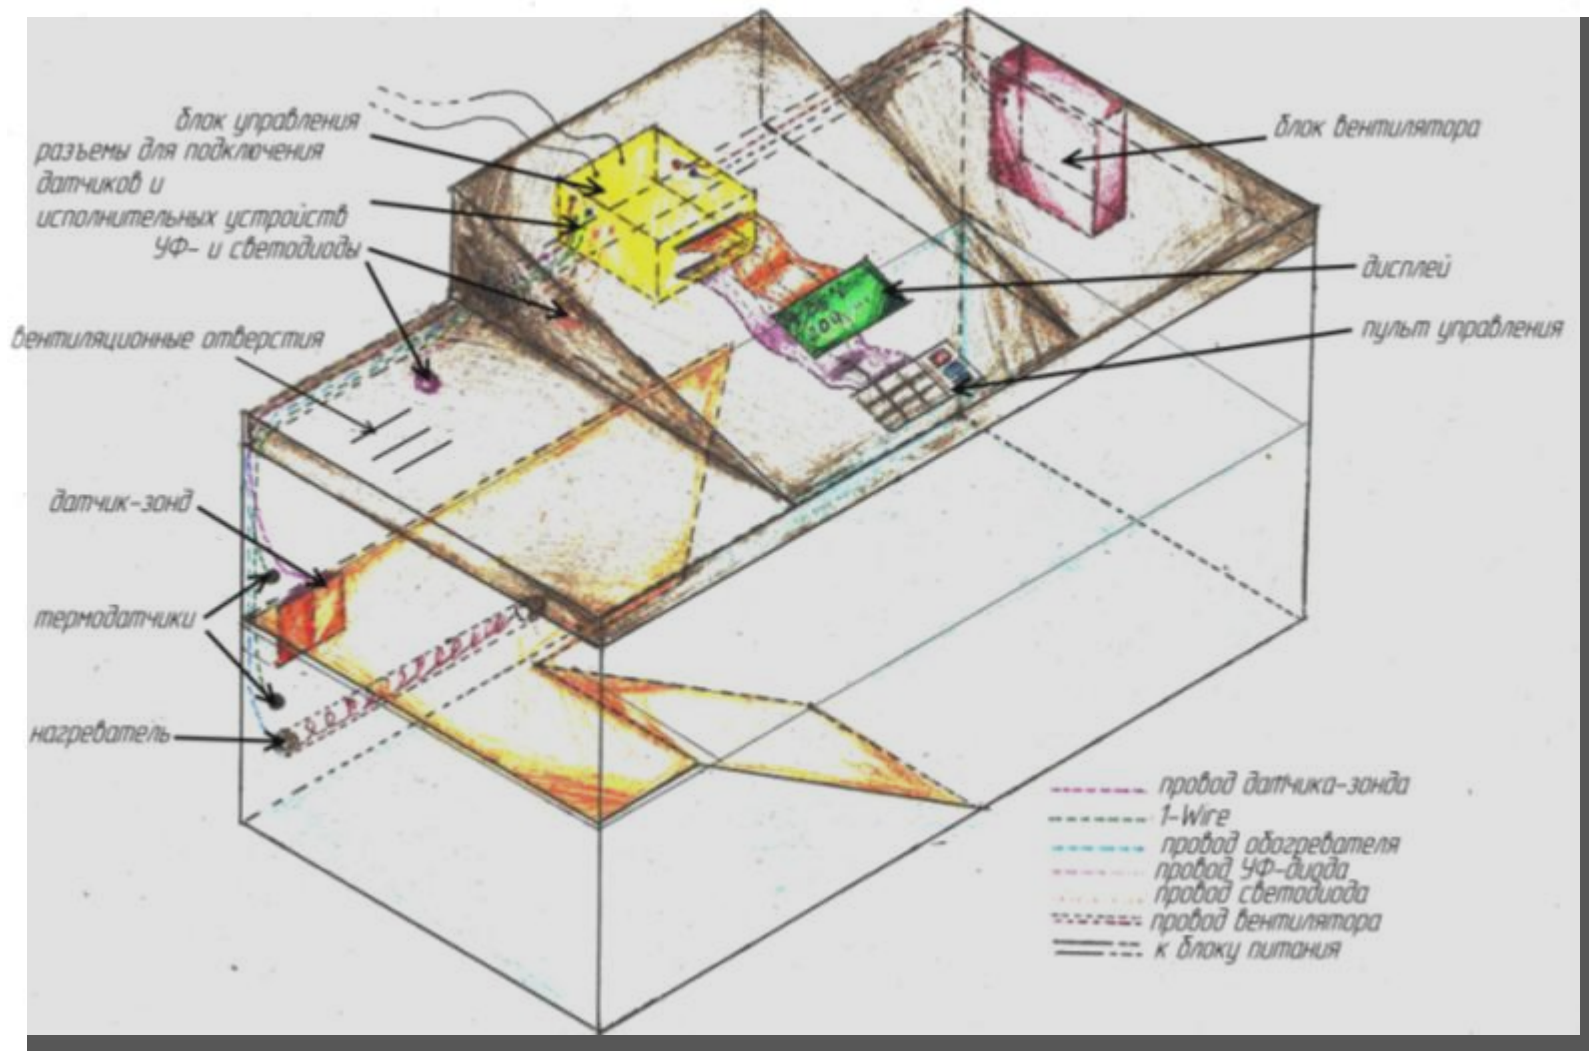 блок управления
разъемы для подключения
датчиков и
исполнительных устройств
УФ- и светодиоды
вентиляционные отверстия
датчик-зонд
термодатчики
нагреватель
блок вентилятора
дисплей
204
пульт управления
провод датчика-зонда
1-Wire
провод обогревателя
провод УФ-диода
провод светодиода
провод вентилятора
к блоку питания